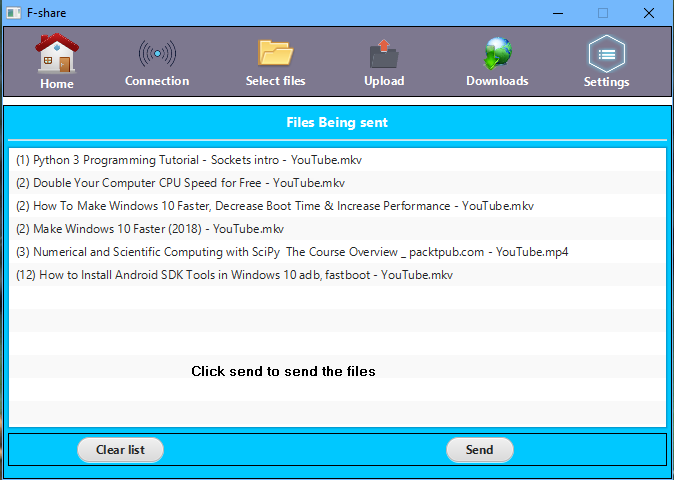 F-share
Home
Connection
Select files
Upload
Downloads
Settings
Files Being sent
(1) Python 3 Programming Tutorial - Sockets intro - YouTube.mkv
(2) Double Your Computer CPU Speed for Free - YouTube.mkv
(2) How To Make Windows 10 Faster, Decrease Boot Time & Increase Performance - YouTube.mkv
(2) Make Windows 10 Faster (2018) - YouTube.mkv
(3) Numerical and Scientific Computing with SciPy  The Course Overview _ packtpub.com - YouTube.mp4
(12) How to Install Android SDK Tools in Windows 10 adb, fastboot - YouTube.mkv
Click send to send the files
Clear list
Send